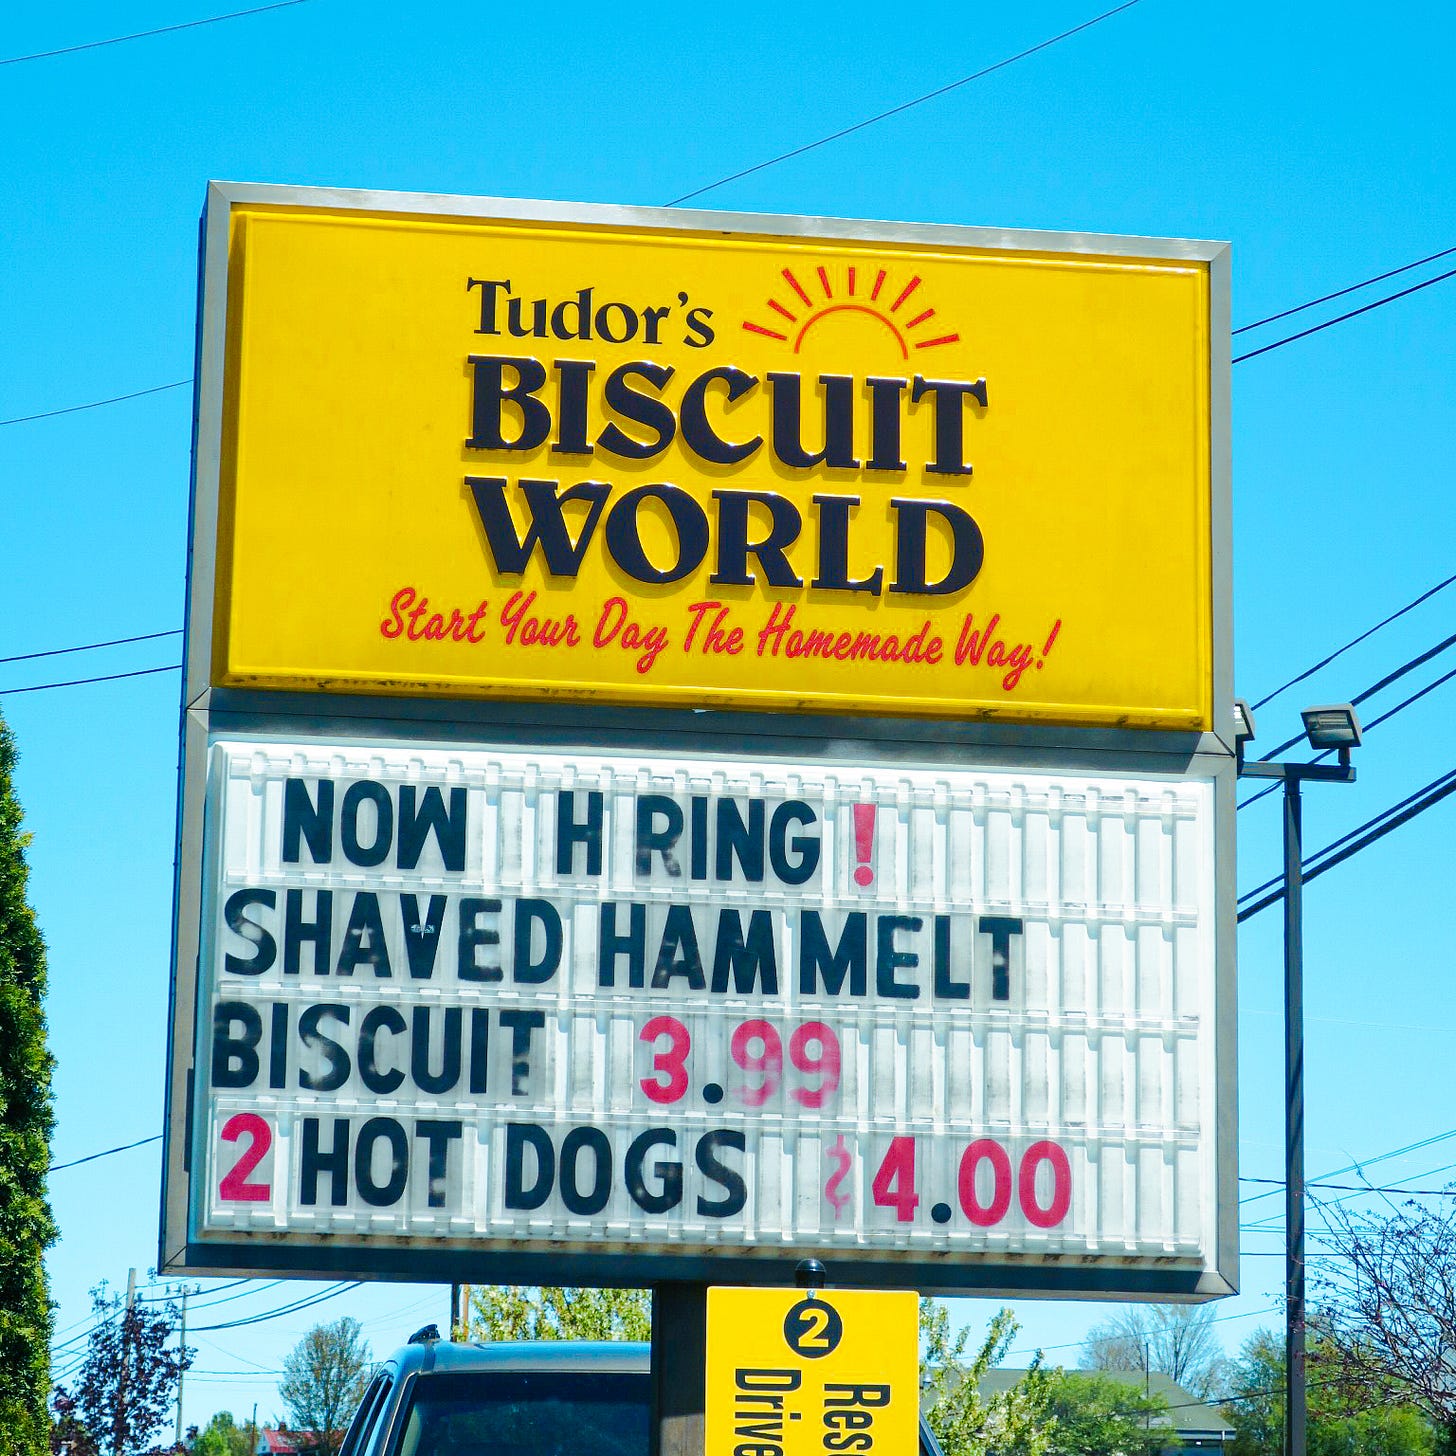 Tudor's
BISCUIT
WORLD
Start Your Day The Homemade Way!
NOW H RING!
SHAVED HAM MELT
BISCUIT 3.99
2 HOT DOGS $4.00
2